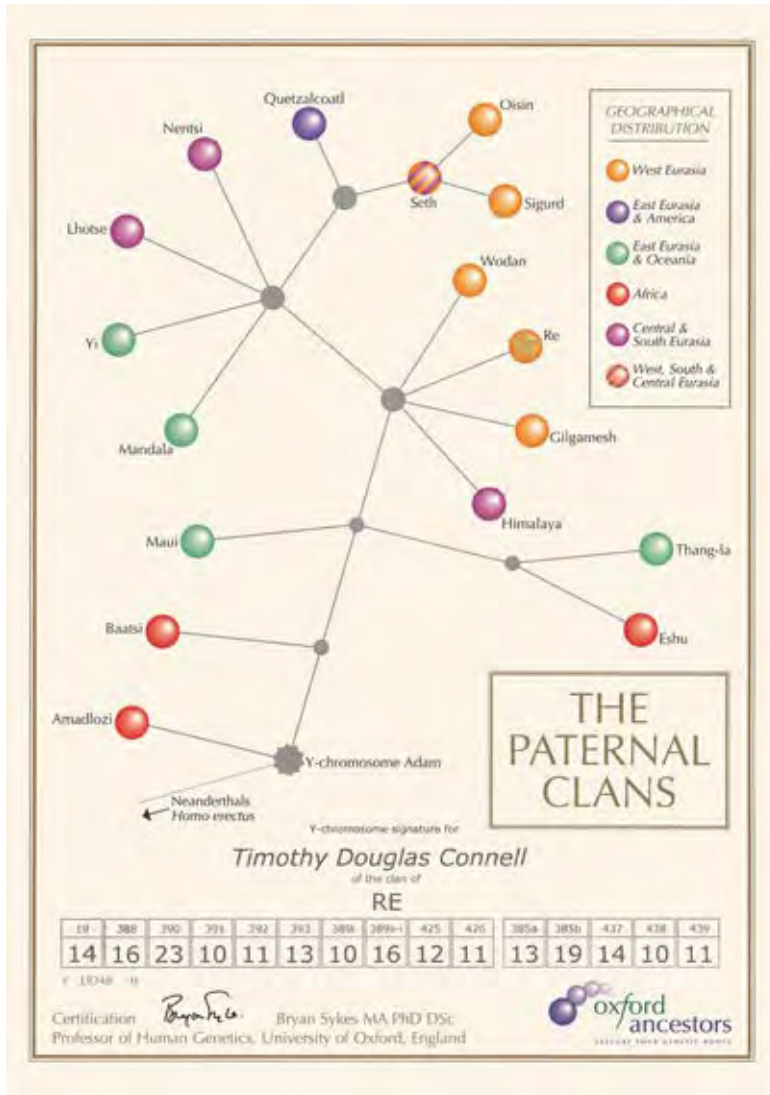 Quetzalcoatl
Oisin
Nentsi
Seth
Sigurd
Lhotse
Wodan
Yi
Re
Mandala
Gilgamesh
Himalaya
Maui
Thang-la
Baatsi
Eshu
Amadlozi
Y-chromosome Adam
Neanderthals
Homo erectus
GEOGRAPHICAL
DISTRIBUTION
West Eurasia
East Eurasia
& America
East Eurasia
& Oceania
Africa
Central &
South Eurasia
West, South &
Central Eurasia
THE
PATERNAL
CLANS
Y-chromosome signature for
Timothy Douglas Connell
of the clan of
RE
19 388 390 391 392 393 389i 389ii-i 425 426 385a 385b 437 438 439
14 16 23 10 11 13 10 16 12 11 13 19 14 10 11
Certification Bryan Sykes MA PhD DSc
Professor of Human Genetics, University of Oxford, England
oxford
ancestors
EXPLORE YOUR GENETIC ROOTS